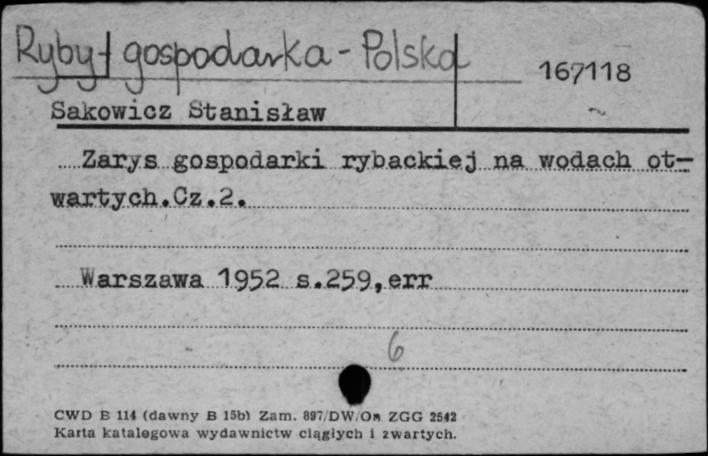 Ryby + gospodarka - Polska
167118
Sakowicz Stanisław
Zarys gospodarki rybackiej na wodach ot-
wartych.Cz.2.
Warszawa 1952 s.259,err
6
CWD B 114 (dawny B 15b) Zam. 897/DW/Om ZGG 2542
Karta katalogowa wydawnictw ciągłych i zwartych.